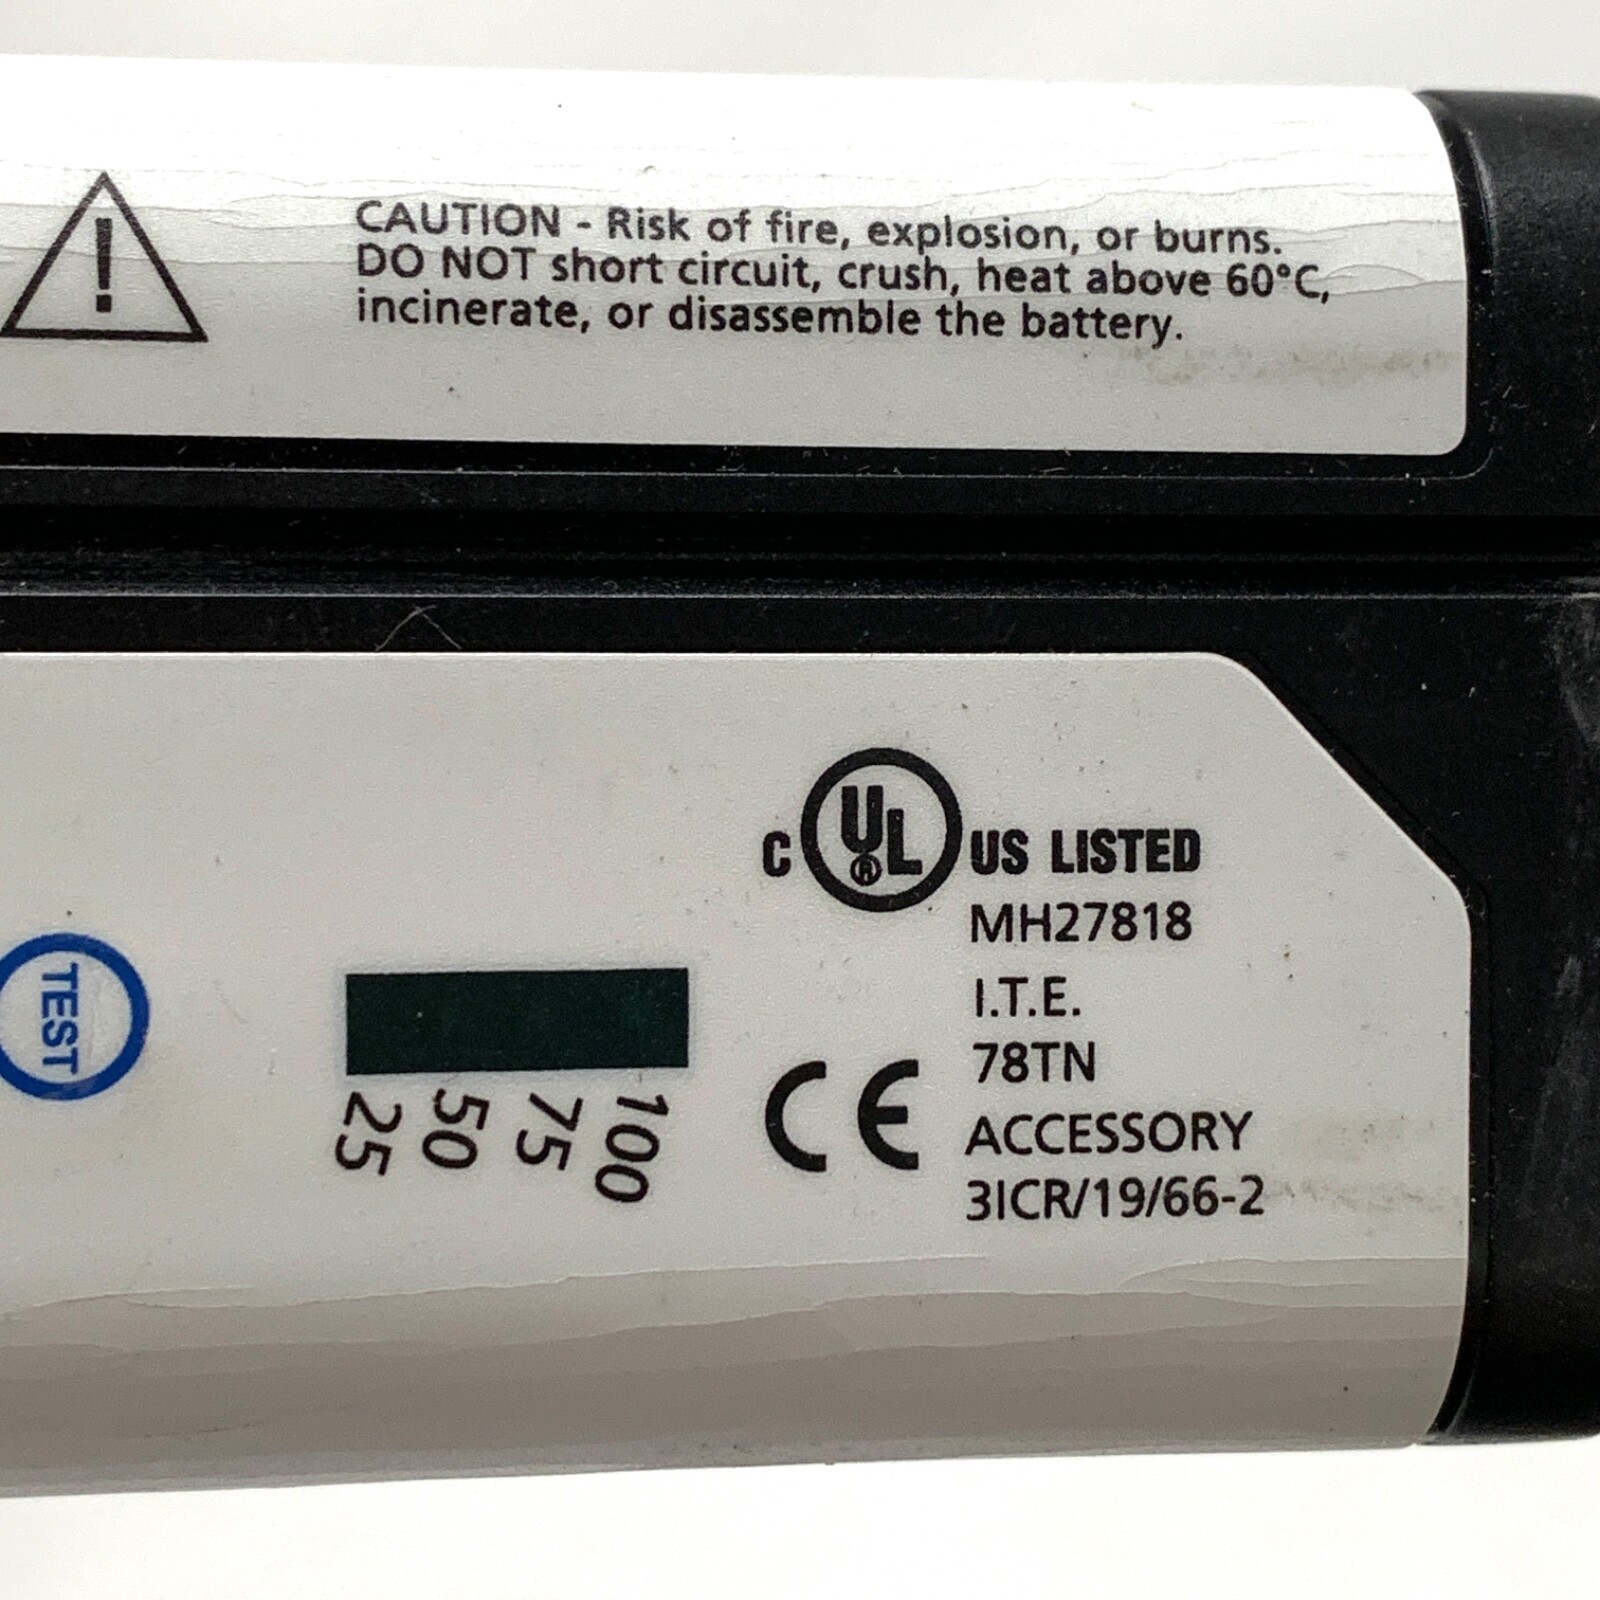 CAUTION - Risk of fire, explosion, or burns.
DO NOT short circuit, crush, heat above 60°C,
incinerate, or disassemble the battery.
C UL® US LISTED
MH27818
I.T.E.
78TN
CE ACCESSORY
3ICR/19/66-2
TEST
25
50
75
100